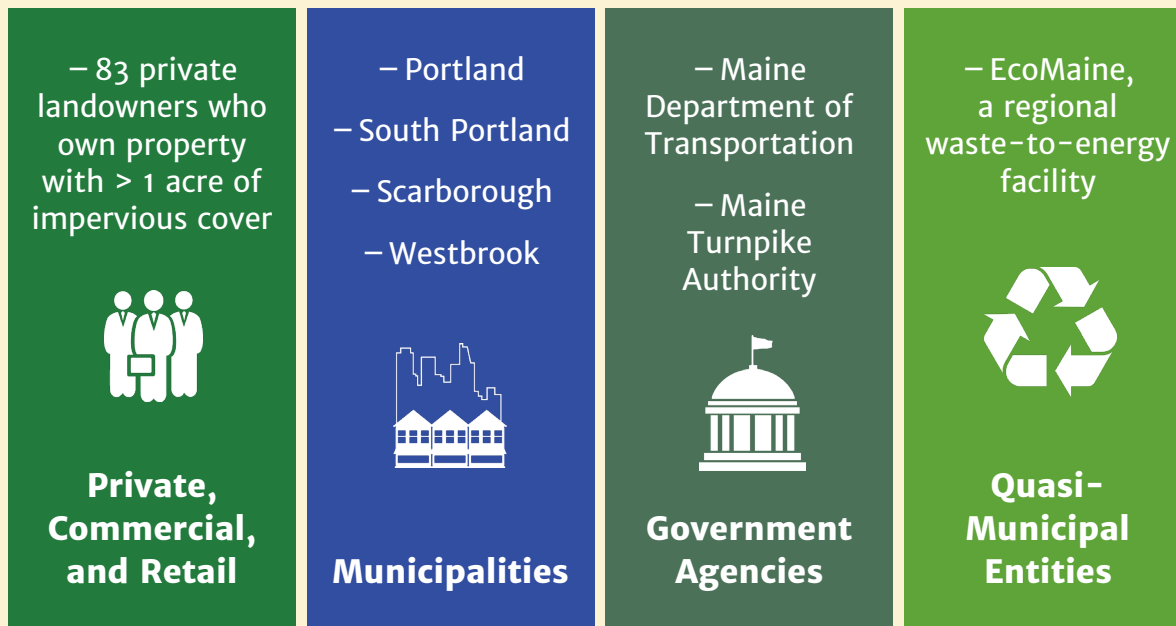 – 83 private
landowners who
own property
with > 1 acre of
impervious cover
Private,
Commercial,
and Retail
– Portland
– South Portland
– Scarborough
– Westbrook
Municipalities
– Maine
Department of
Transportation
– Maine
Turnpike
Authority
Government
Agencies
– EcoMaine,
a regional
waste-to-energy
facility
Quasi-
Municipal
Entities